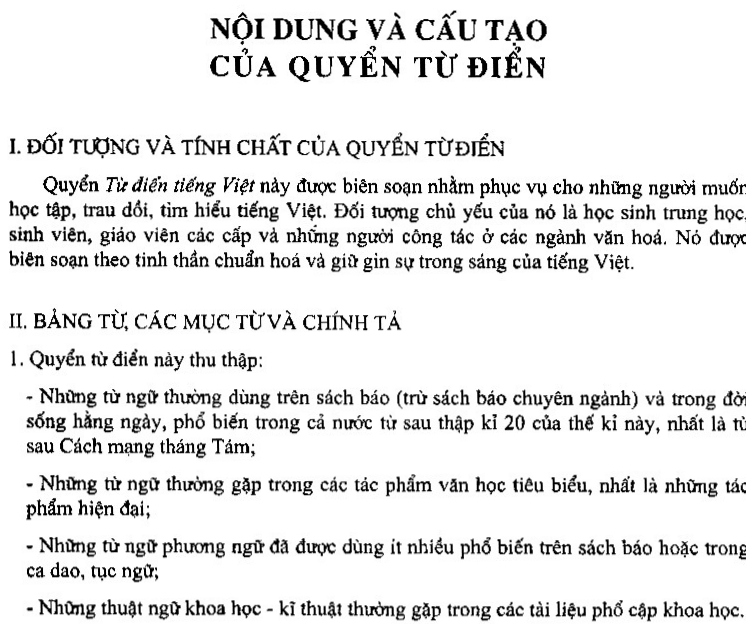 NỘI DUNG VÀ CẤU TẠO
CỦA QUYỂN TỪ ĐIỂN
I. ĐỐI TƯỢNG VÀ TÍNH CHẤT CỦA QUYỂN TỪ ĐIỂN
Quyển Từ điển tiếng Việt này được biên soạn nhằm phục vụ cho những người muốn
học tập, trau dồi, tìm hiểu tiếng Việt. Đối tượng chủ yếu của nó là học sinh trung học,
sinh viên, giáo viên các cấp và những người công tác ở các ngành văn hoá. Nó được
biên soạn theo tinh thần chuẩn hoá và giữ gìn sự trong sáng của tiếng Việt.
II. BẢNG TỪ, CÁC MỤC TỪ VÀ CHÍNH TẢ
1. Quyển từ điển này thu thập:
- Những từ ngữ thường dùng trên sách báo (trừ sách báo chuyên ngành) và trong đời
sống hằng ngày, phổ biến trong cả nước từ sau thập kỉ 20 của thế kỉ này, nhất là từ
sau Cách mạng tháng Tám;
- Những từ ngữ thường gặp trong các tác phẩm văn học tiêu biểu, nhất là những tác
phẩm hiện đại;
- Những từ ngữ phương ngữ đã được dùng ít nhiều phổ biến trên sách báo hoặc trong
ca dao, tục ngữ;
- Những thuật ngữ khoa học - kĩ thuật thường gặp trong các tài liệu phổ cập khoa học.